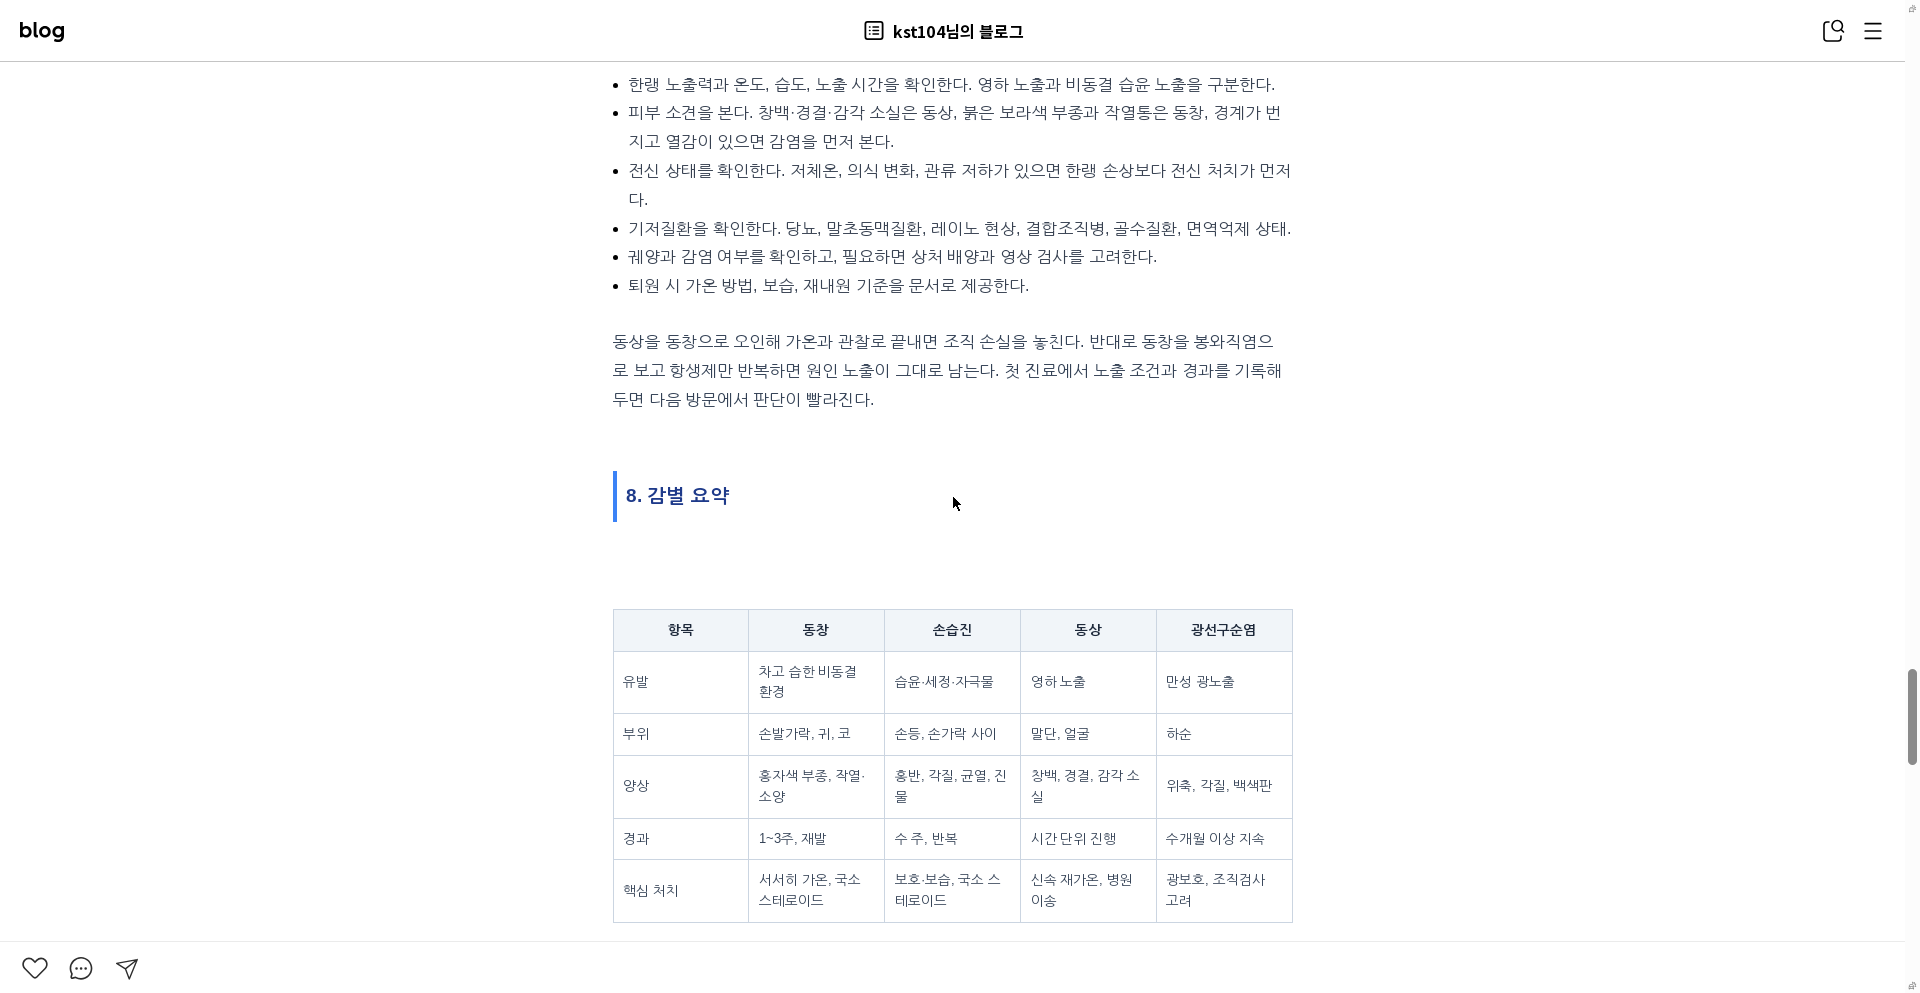 blog
kst104님의 블로그
한랭 노출력과 온도, 습도, 노출 시간을 확인한다. 영하 노출과 비동결 습윤 노출을 구분한다.
피부 소견을 본다. 창백·경결·감각 소실은 동상, 붉은 보라색 부종과 작열통은 동창, 경계가 번
지고 열감이 있으면 감염을 먼저 본다.
전신 상태를 확인한다. 저체온, 의식 변화, 관류 저하가 있으면 한랭 손상보다 전신 처치가 먼저
다.
기저질환을 확인한다. 당뇨, 말초동맥질환, 레이노 현상, 결합조직병, 골수질환, 면역억제 상태.
궤양과 감염 여부를 확인하고, 필요하면 상처 배양과 영상 검사를 고려한다.
퇴원 시 가온 방법, 보습, 재내원 기준을 문서로 제공한다.
동상을 동창으로 오인해 가온과 관찰로 끝내면 조직 손실을 놓친다. 반대로 동창을 봉와직염으
로 보고 항생제만 반복하면 원인 노출이 그대로 남는다. 첫 진료에서 노출 조건과 경과를 기록해
두면 다음 방문에서 판단이 빨라진다.
8. 감별 요약
항목 동창 손습진 동상 광선구순염
유발 차고 습한 비동결 환경 습윤·세정·자극물 영하 노출 만성 광노출
부위 손발가락, 귀, 코 손등, 손가락 사이 말단, 얼굴 하순
양상 홍자색 부종, 작열·소양 홍반, 각질, 균열, 진물 창백, 경결, 감각 소실 위축, 각질, 백색판
경과 1~3주, 재발 수 주, 반복 시간 단위 진행 수개월 이상 지속
핵심 처치 서서히 가온, 국소 스테로이드 보호·보습, 국소 스테로이드 신속 재가온, 병원 이송 광보호, 조직검사 고려